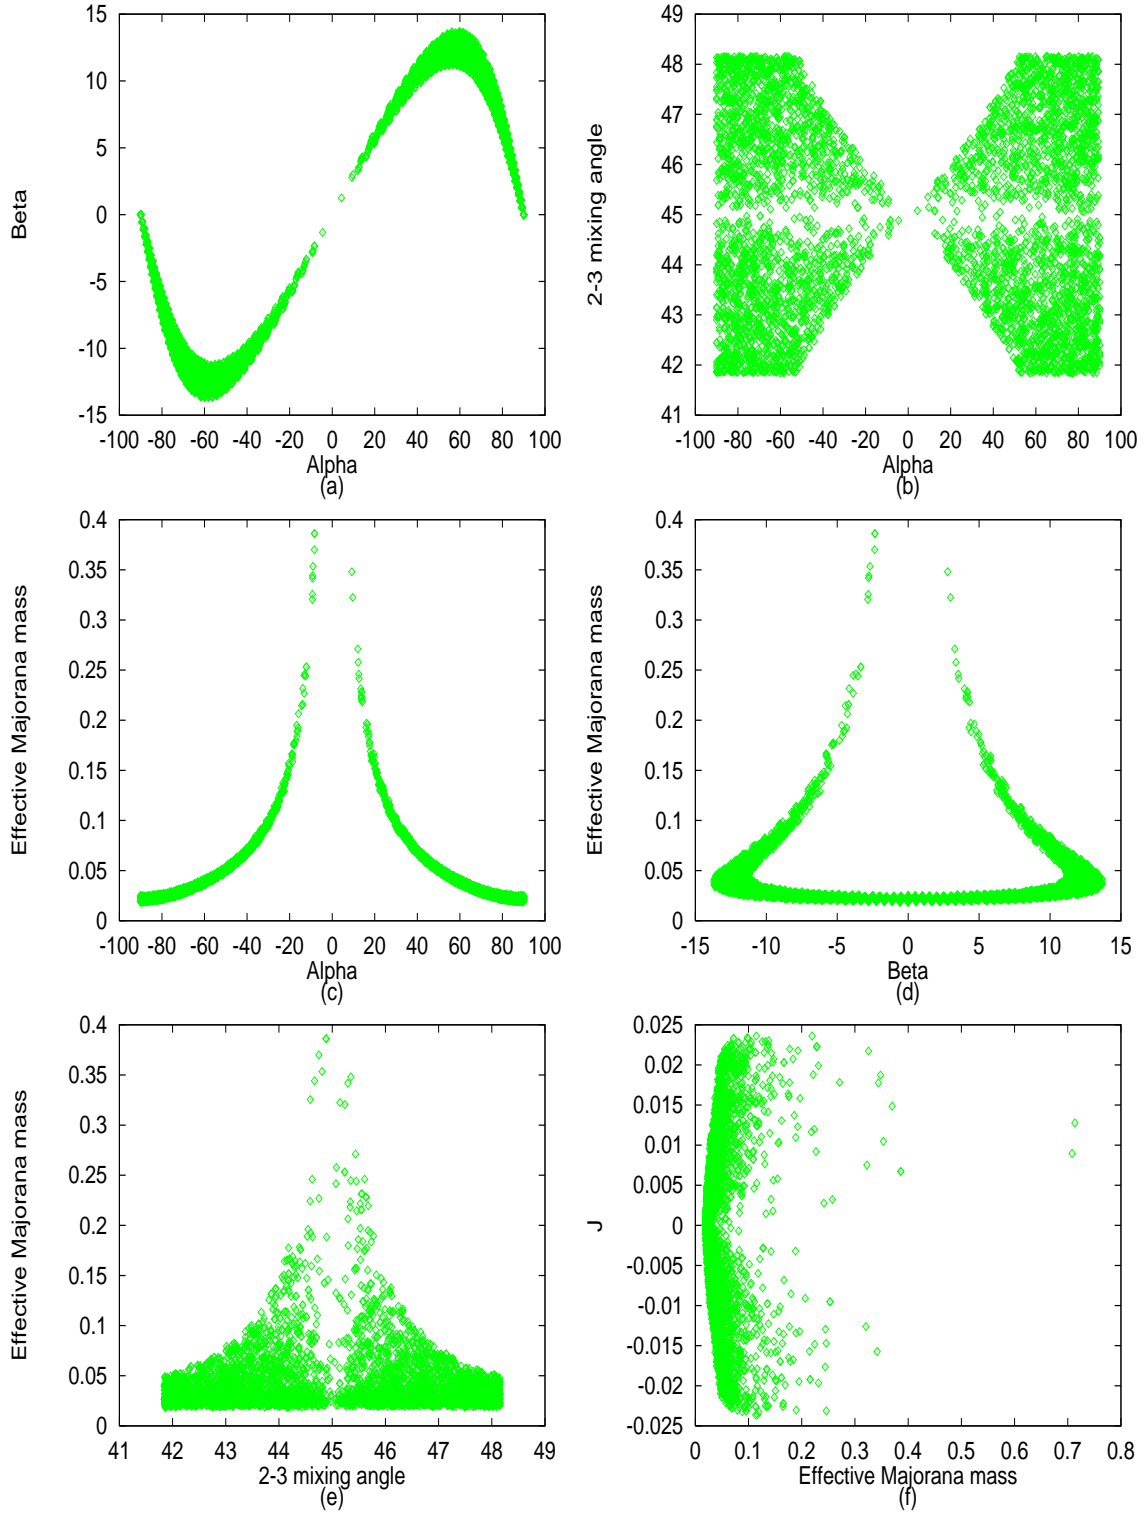 15
10
5
0
-5
-10
-15
Beta
-100 -80 -60 -40 -20 0 20 40 60 80 100
Alpha
(a)
49
48
47
46
45
44
43
42
41
2-3 mixing angle
-100 -80 -60 -40 -20 0 20 40 60 80 100
Alpha
(b)
0.4
0.35
0.3
0.25
0.2
0.15
0.1
0.05
0
Effective Majorana mass
-100 -80 -60 -40 -20 0 20 40 60 80 100
Alpha
(c)
0.4
0.35
0.3
0.25
0.2
0.15
0.1
0.05
0
Effective Majorana mass
-15 -10 -5 0 5 10 15
Beta
(d)
0.4
0.35
0.3
0.25
0.2
0.15
0.1
0.05
0
Effective Majorana mass
41 42 43 44 45 46 47 48 49
2-3 mixing angle
(e)
0.025
0.02
0.015
0.01
0.005
0
-0.005
-0.01
-0.015
-0.02
-0.025
J
0 0.1 0.2 0.3 0.4 0.5 0.6 0.7 0.8
Effective Majorana mass
(f)